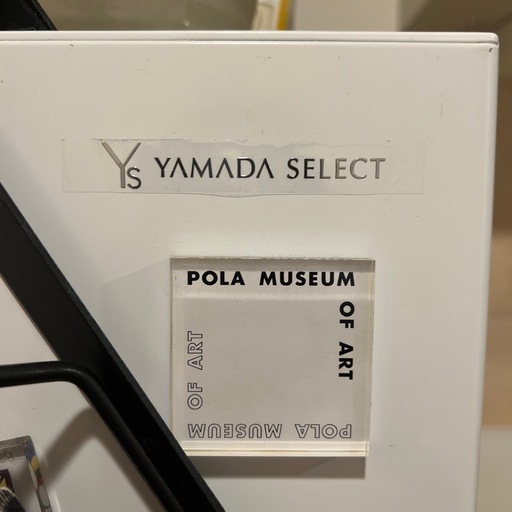 Ys YAMADA SELECT
POLA MUSEUM
OF ART
POLA MUSEUM
OF ART